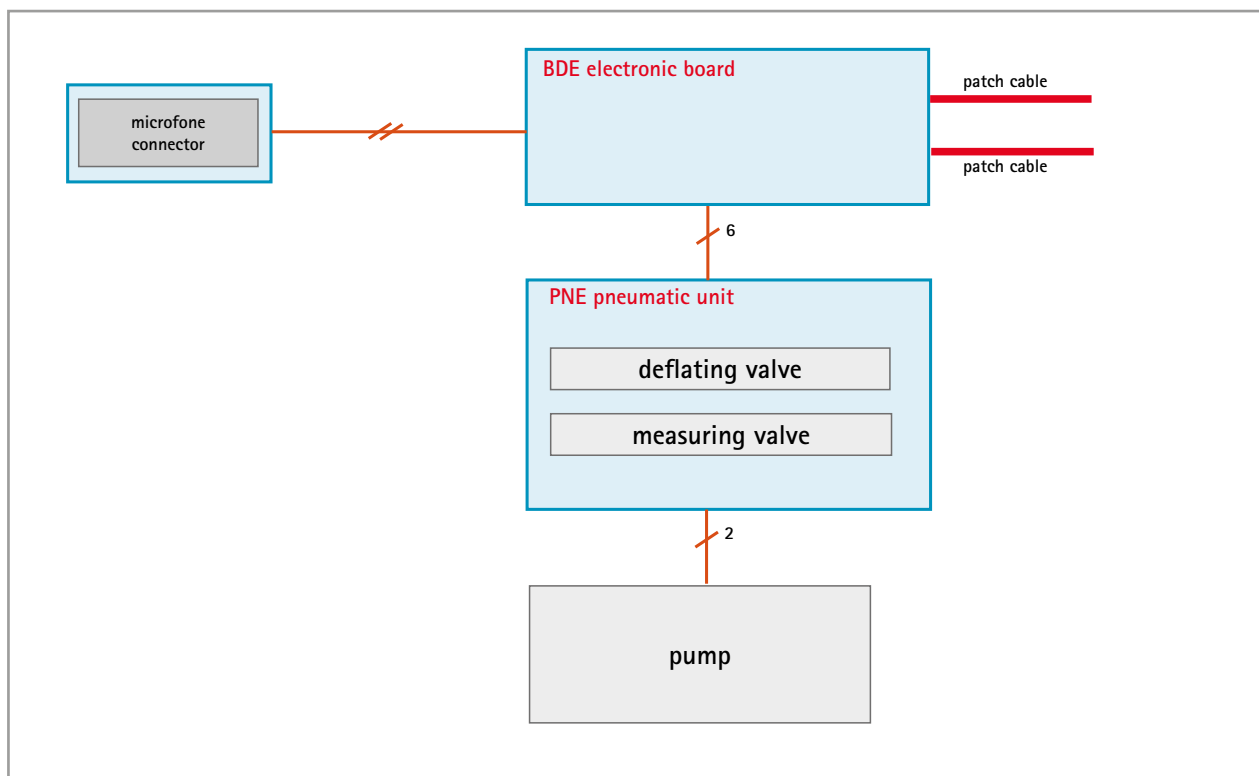 BDE electronic board
patch cable
microfone
connector
patch cable
6
PNE pneumatic unit
deflating valve
measuring valve
2
pump